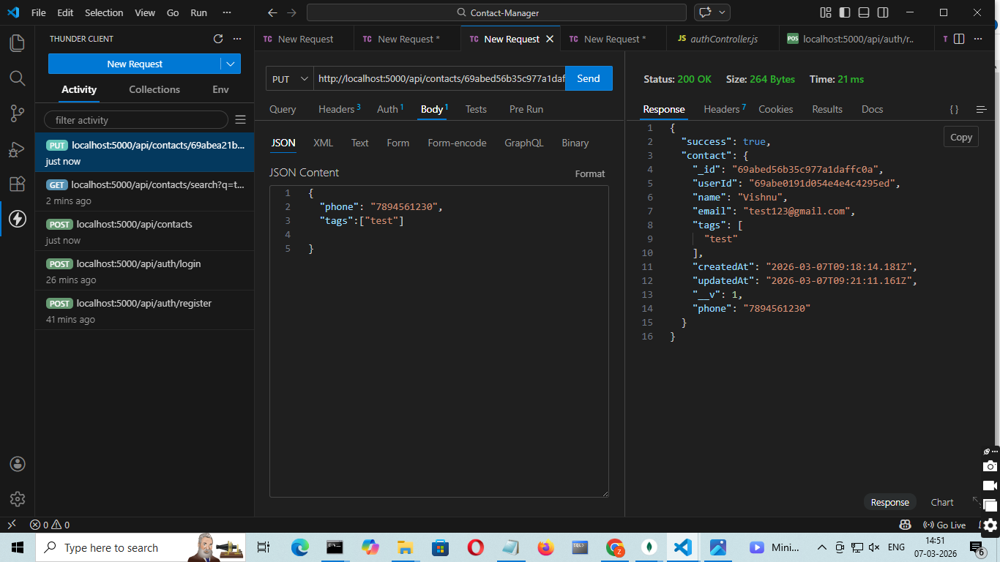 File Edit Selection View Go Run ···
Contact-Manager
THUNDER CLIENT
New Request
Activity Collections Env
filter activity
PUT localhost:5000/api/contacts/69abea21b...
just now
GET localhost:5000/api/contacts/search?q=t...
2 mins ago
POST localhost:5000/api/contacts
just now
POST localhost:5000/api/auth/login
26 mins ago
POST localhost:5000/api/auth/register
41 mins ago
TC New Request
TC New Request *
TC New Request
TC New Request *
JS authController.js
POS localhost:5000/api/auth/r..
T
PUT http://localhost:5000/api/contacts/69abed56b35c977a1daf Send
Query Headers 3 Auth 1 Body 1 Tests Pre Run
JSON XML Text Form Form-encode GraphQL Binary
JSON Content Format
1 {
2 "phone": "7894561230",
3 "tags":["test"]
4
5 }
Status: 200 OK Size: 264 Bytes Time: 21 ms
Response Headers 7 Cookies Results Docs { }
Copy
1 {
2 "success": true,
3 "contact": {
4 "_id": "69abed56b35c977a1daffc0a",
5 "userId": "69abe0191d054e4e4c4295ed",
6 "name": "Vishnu",
7 "email": "test123@gmail.com",
8 "tags": [
9 "test"
10 ],
11 "createdAt": "2026-03-07T09:18:14.181Z",
12 "updatedAt": "2026-03-07T09:21:11.161Z",
13 "__v": 1,
14 "phone": "7894561230"
15 }
16 }
Response Chart
0 0
Go Live
Type here to search
SQL
Z
Mini...
ENG
14:51
07-03-2026
6